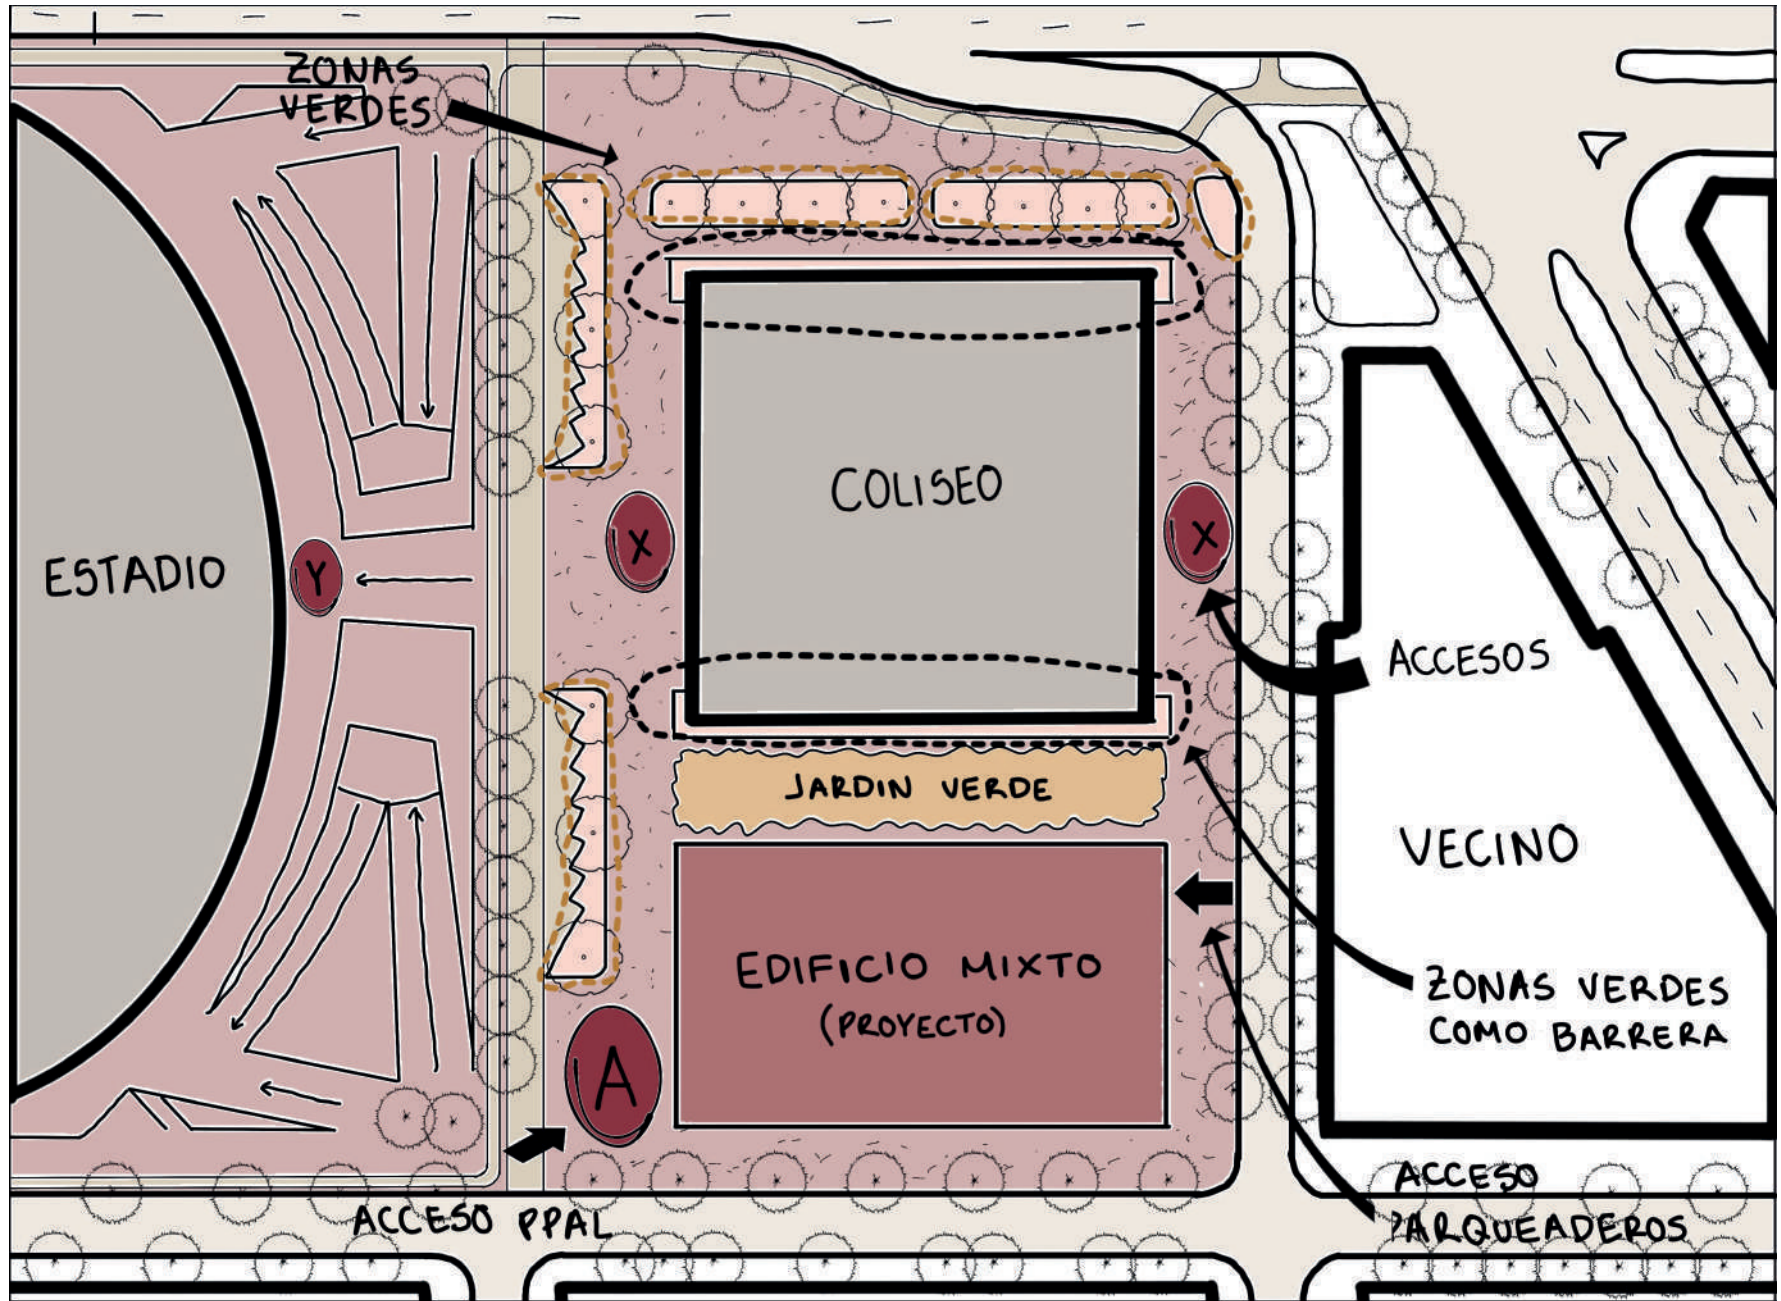 ZONAS
VERDES
COLISEO
X
X
ESTADIO
Y
ACCESOS
JARDIN VERDE
VECINO
EDIFICIO MIXTO
(PROYECTO)
ZONAS VERDES
COMO BARRERA
A
ACCESO
PARQUEADEROS
ACCESO PPAL